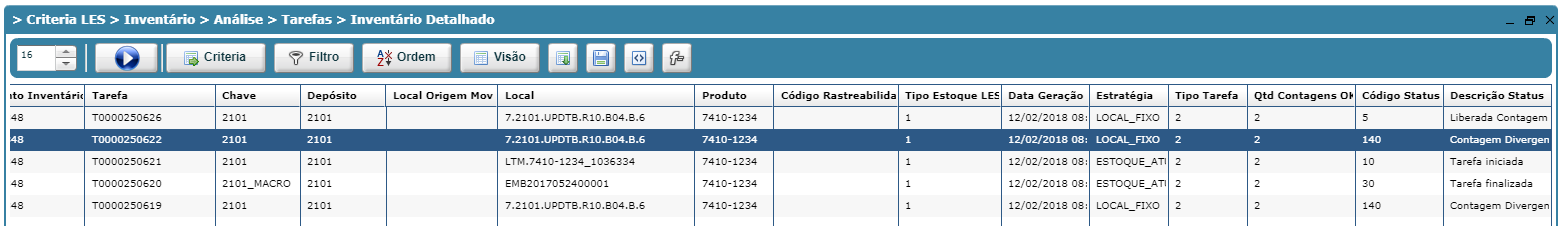 > Criteria LES > Inventário > Análise > Tarefas > Inventário Detalhado
16 Criteria Filtro Ordem Visão
nto Inventário Tarefa Chave Depósito Local Origem Mov Local Produto Código Rastreabilida Tipo Estoque LES Data Geração Estratégia Tipo Tarefa Qtd Contagens OK Código Status Descrição Status
48 T0000250626 2101 2101 7.2101.UPDTB.R10.B04.B.6 7410-1234 1 12/02/2018 08: LOCAL_FIXO 2 2 5 Liberada Contagem
48 T0000250622 2101 2101 7.2101.UPDTB.R10.B04.B.6 7410-1234 1 12/02/2018 08: LOCAL_FIXO 2 2 140 Contagem Divergen
48 T0000250621 2101 2101 LTM.7410-1234_1036334 7410-1234 1 12/02/2018 08: ESTOQUE_ATU 2 2 10 Tarefa iniciada
48 T0000250620 2101_MACRO 2101 EMB2017052400001 7410-1234 1 12/02/2018 08: ESTOQUE_ATU 2 2 30 Tarefa finalizada
48 T0000250619 2101 2101 7.2101.UPDTB.R10.B04.B.6 7410-1234 1 12/02/2018 08: LOCAL_FIXO 2 2 140 Contagem Divergen